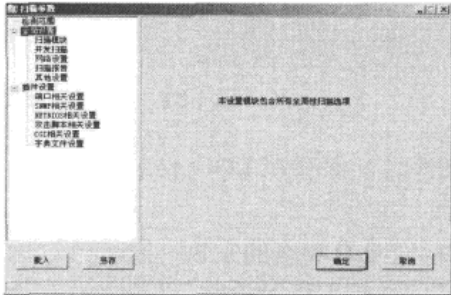 扫描参数
检测范围
全局设置
扫描模块
并发扫描
网络设置
扫描报告
其他设置
插件设置
端口相关设置
SNMP相关设置
NETBIOS相关设置
攻击脚本相关设置
CGI相关设置
字典文件设置
本设置模块包含所有全局性扫描选项
载入
另存
确定
取消